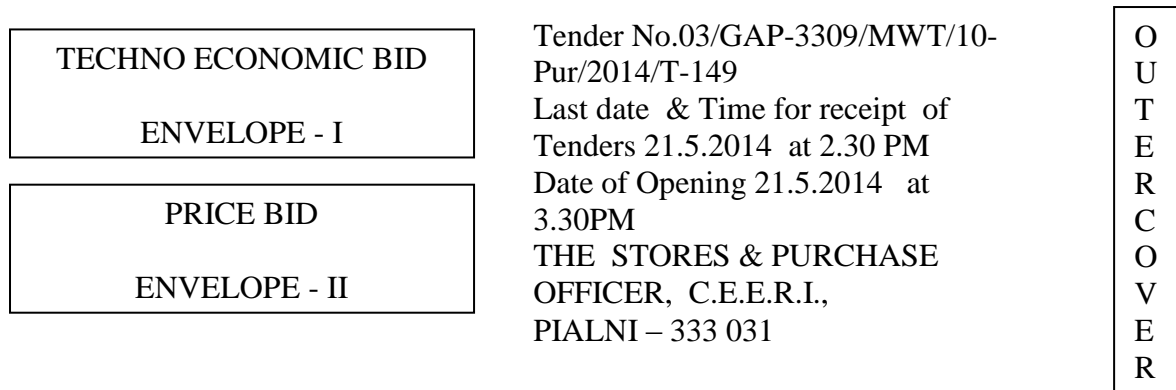 TECHNO ECONOMIC BID
ENVELOPE - I
PRICE BID
ENVELOPE - II
Tender No.03/GAP-3309/MWT/10-
Pur/2014/T-149
Last date & Time for receipt of
Tenders 21.5.2014 at 2.30 PM
Date of Opening 21.5.2014 at
3.30PM
THE STORES & PURCHASE
OFFICER, C.E.E.R.I.,
PIALNI – 333 031
O
U
T
E
R
C
O
V
E
R